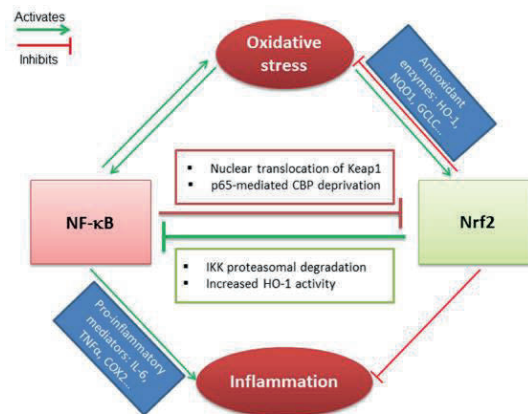 Activates
Inhibits
Oxidative
stress
Antioxidant
enzymes: HO-1,
NQO1, GCLC...
▪ Nuclear translocation of Keap1
▪ p65-mediated CBP deprivation
NF-κB
Nrf2
▪ IKK proteasomal degradation
▪ Increased HO-1 activity
Pro-inflammatory
mediators: IL-6,
TNFα, COX2...
Inflammation